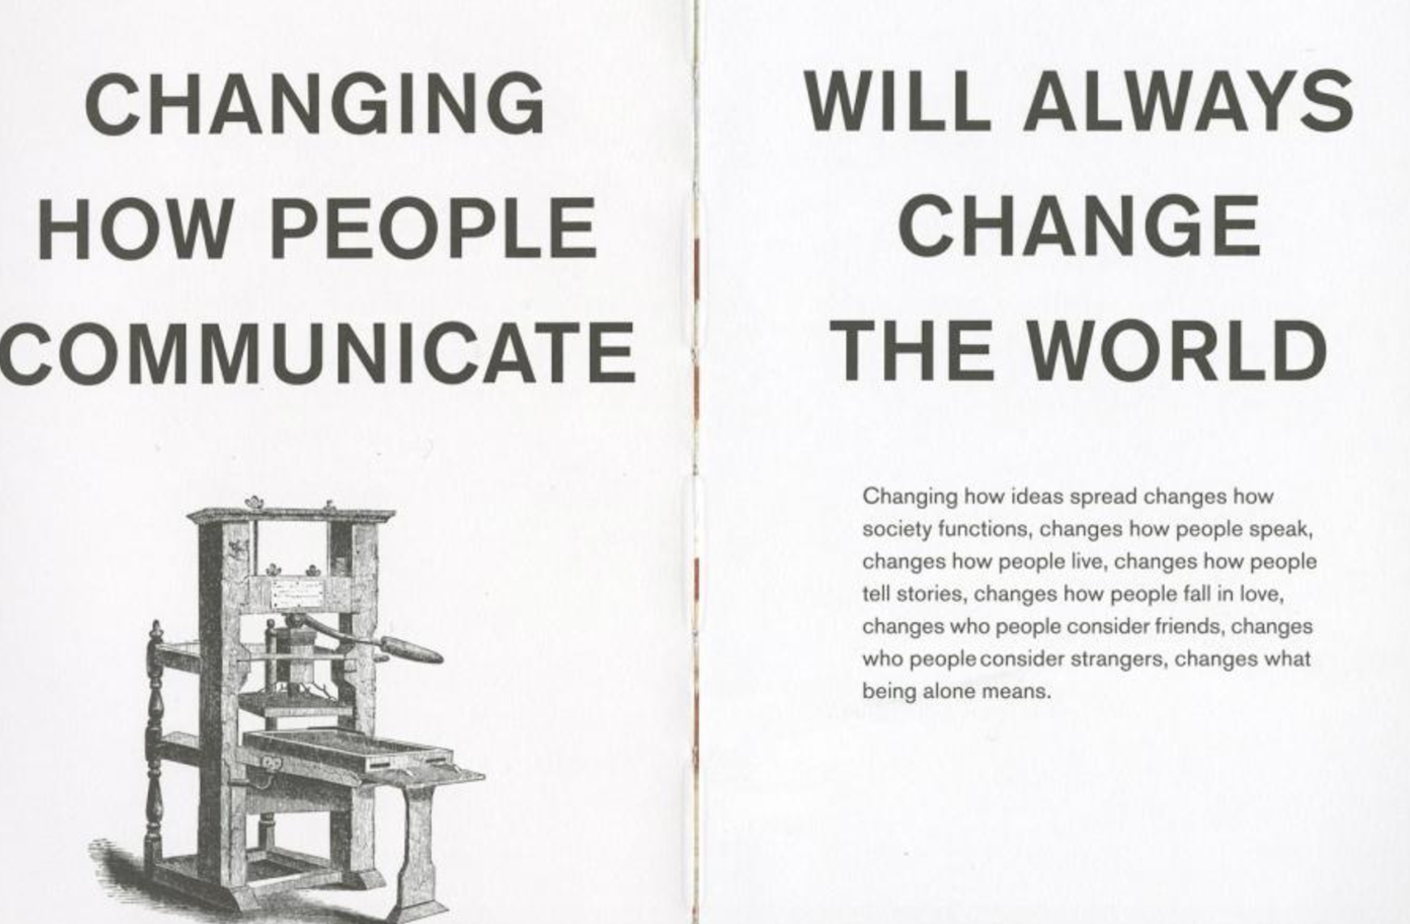 CHANGING
HOW PEOPLE
COMMUNICATE
WILL ALWAYS
CHANGE
THE WORLD
Changing how ideas spread changes how
society functions, changes how people speak,
changes how people live, changes how people
tell stories, changes how people fall in love,
changes who people consider friends, changes
who people consider strangers, changes what
being alone means.